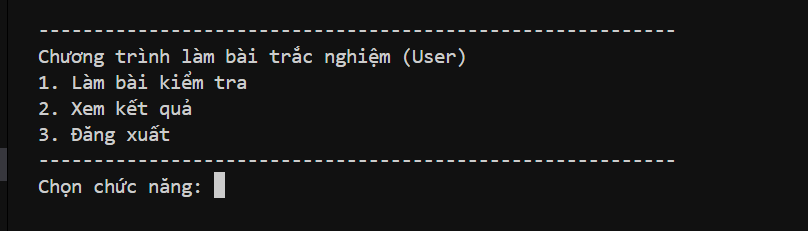 ----------------------------------------------------------
Chương trình làm bài trắc nghiệm (User)
1. Làm bài kiểm tra
2. Xem kết quả
3. Đăng xuất
----------------------------------------------------------
Chọn chức năng: